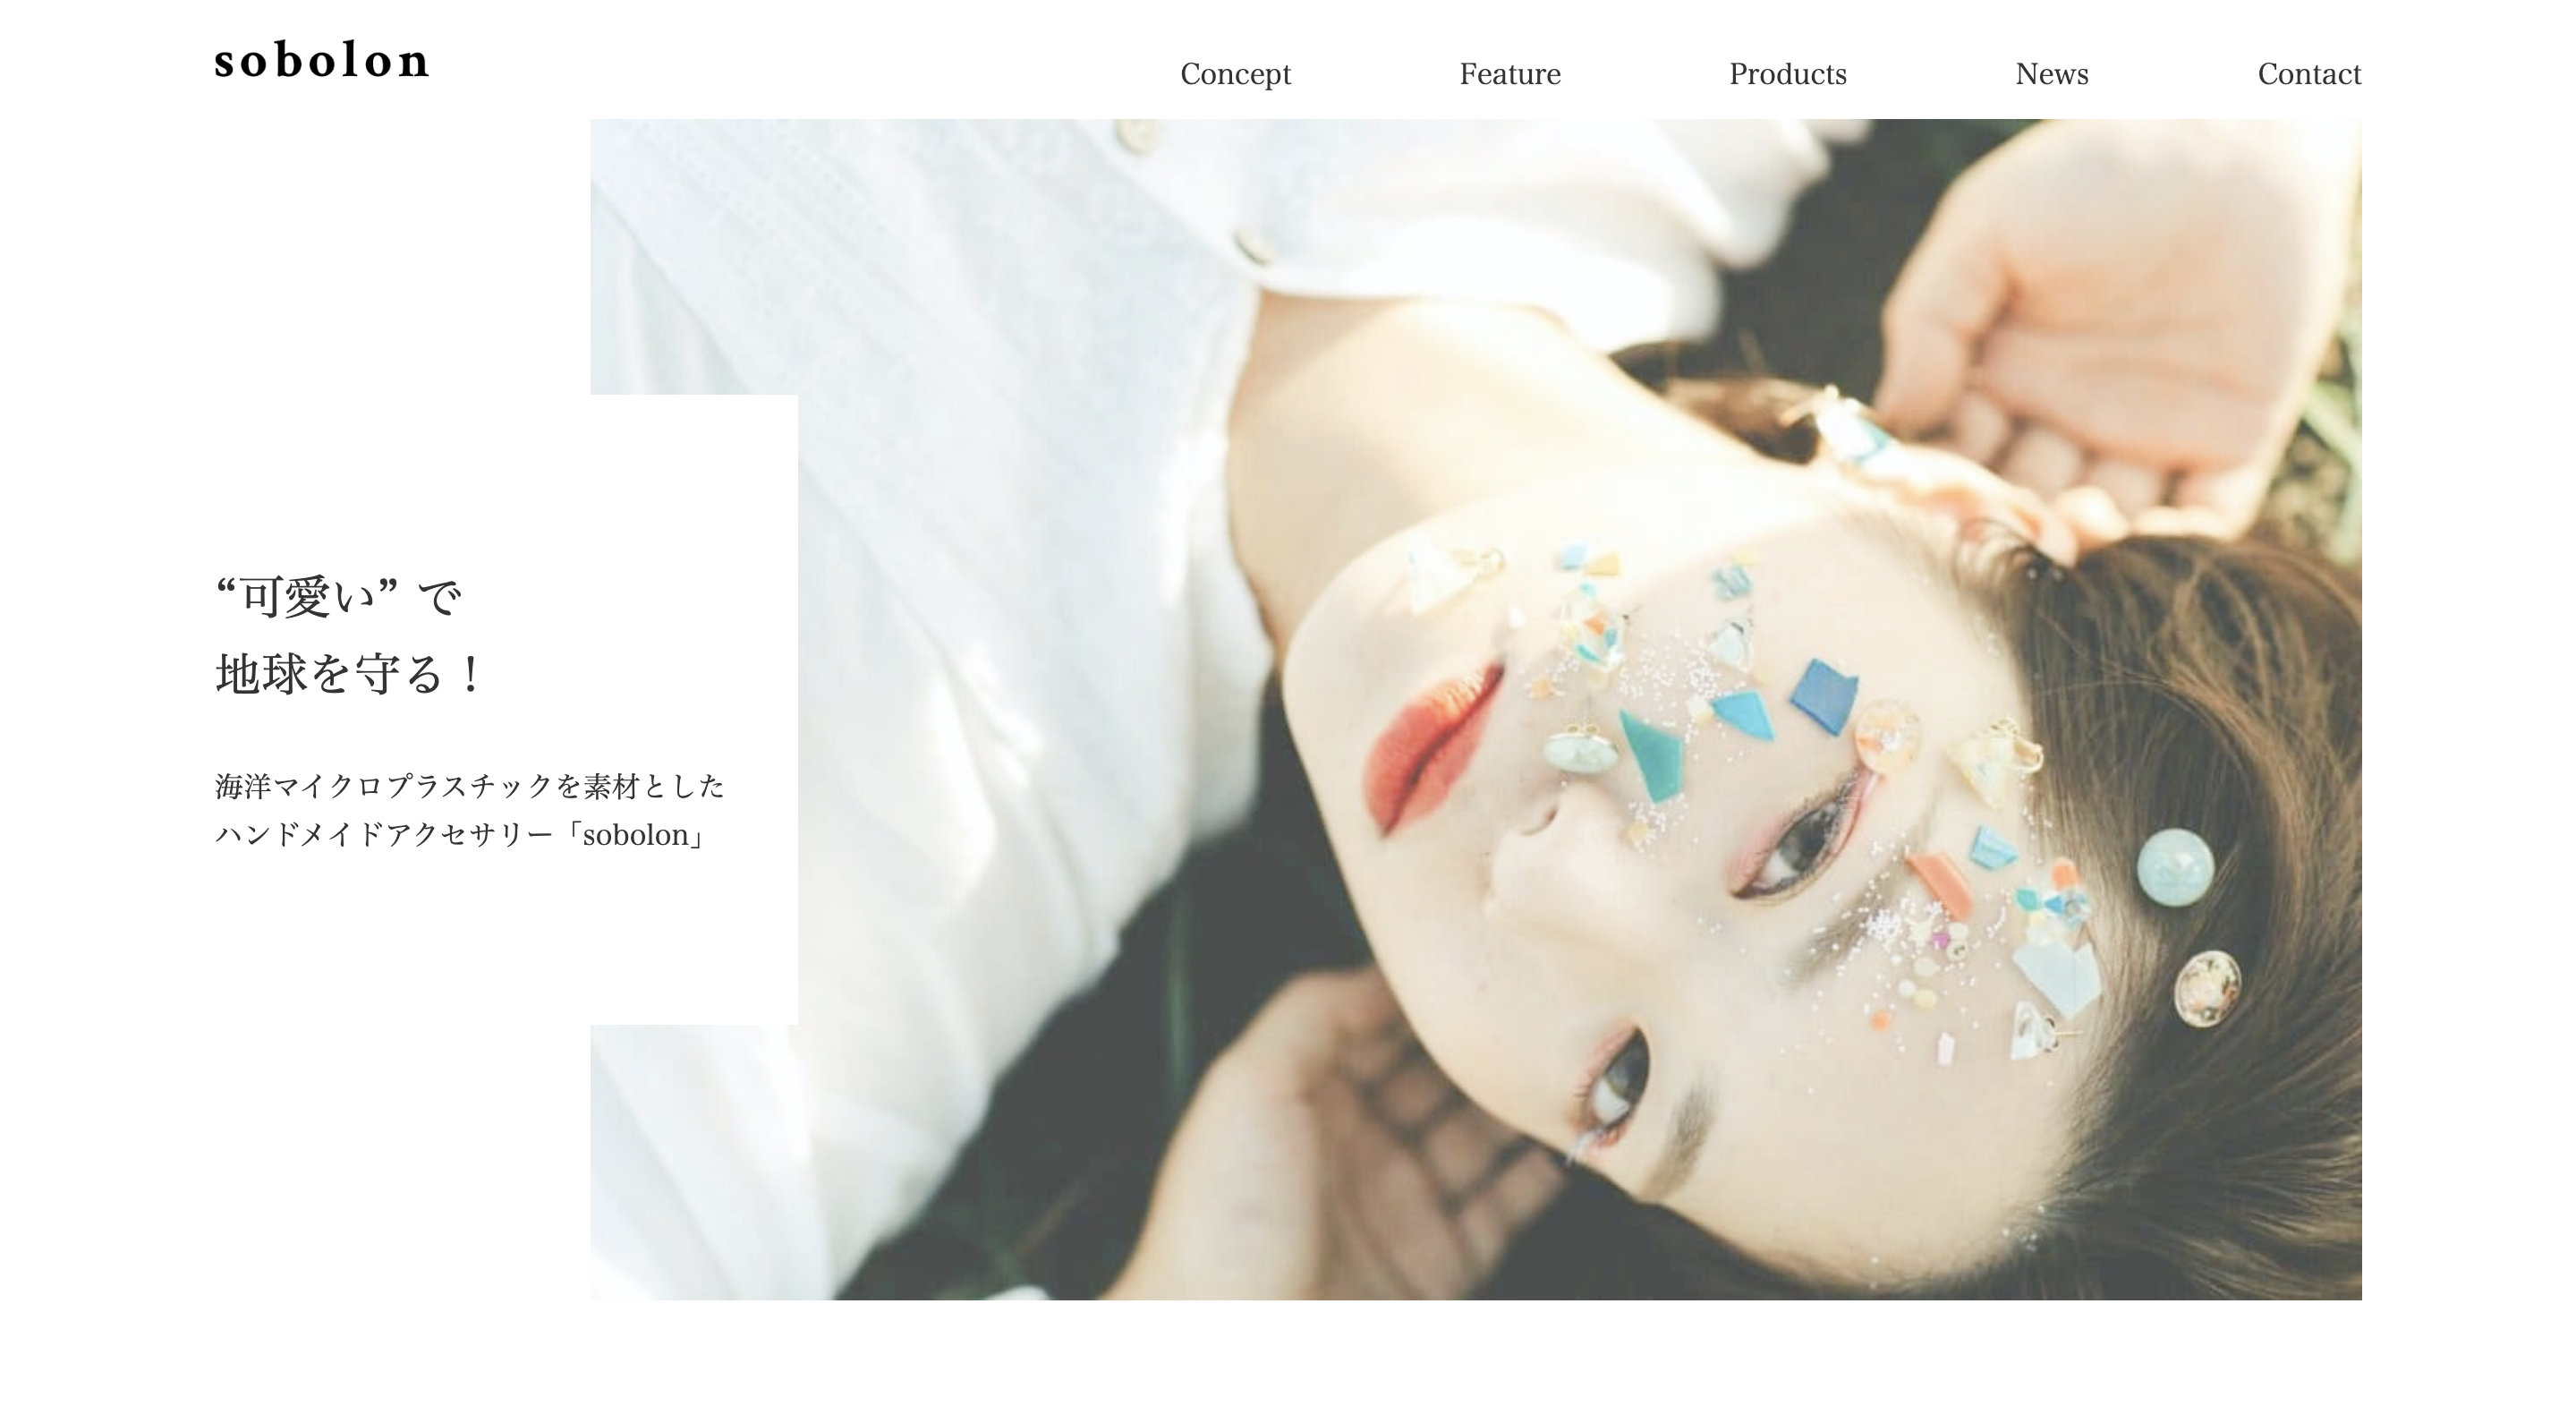 sobolon
Concept
Feature
Products
News
Contact
“可愛い” で
地球を守る！
海洋マイクロプラスチックを素材とした
ハンドメイドアクセサリー「sobolon」